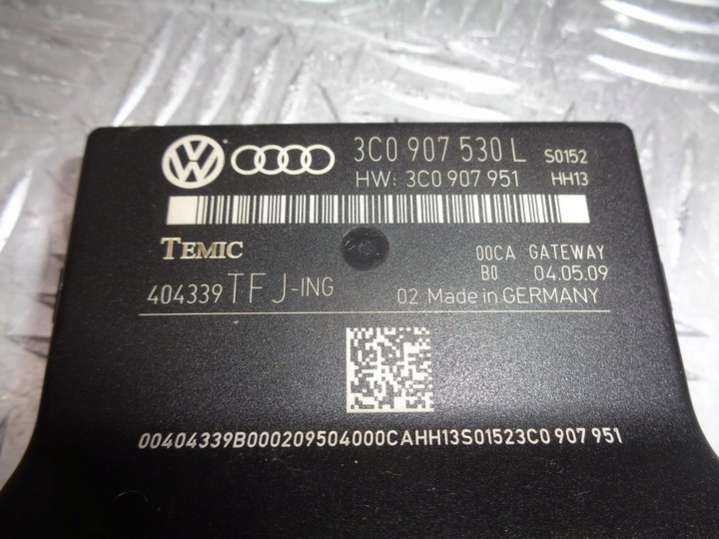 3C0 907 530 L S0152
HW: 3C0 907 951 HH13
TEMIC
00CA GATEWAY
B0 04.05.09
404339 TFJ-ING 02 Made in GERMANY
00404339B000209504000CAHH13S01523C0 907 951